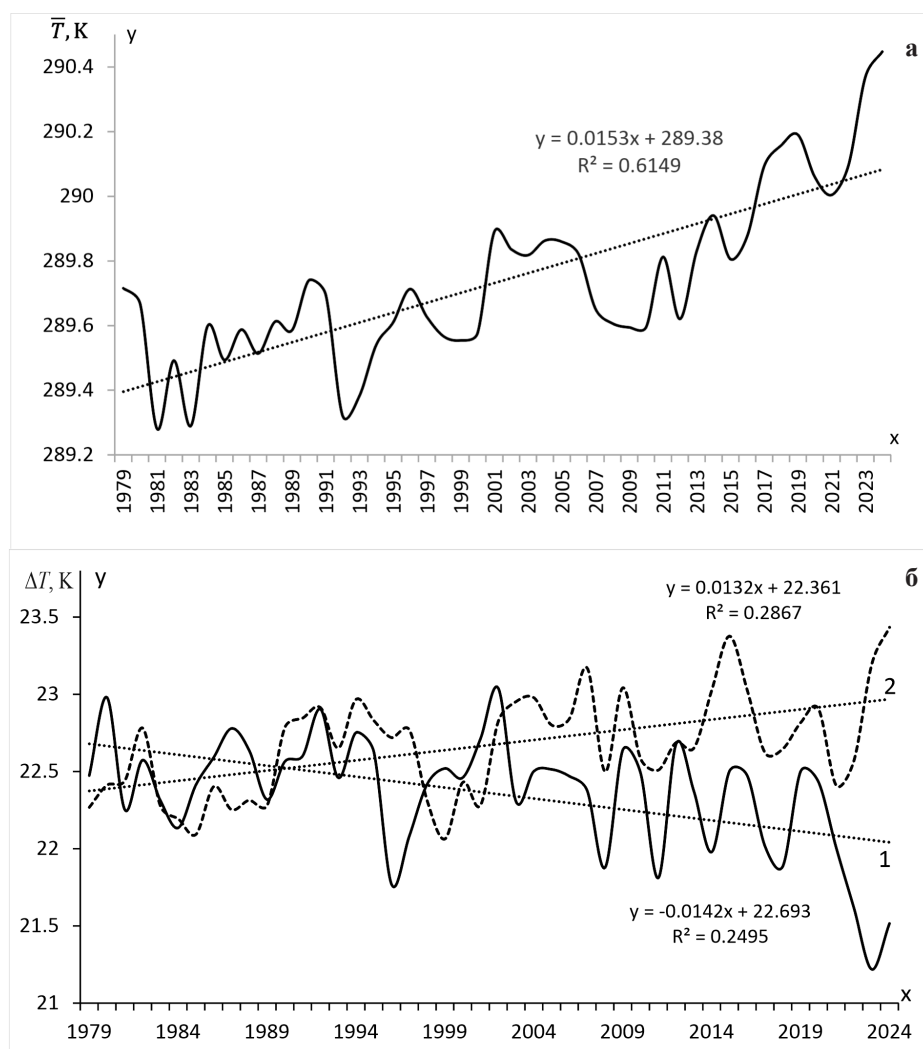 T̅, K
y
а
290.4
290.2
290
289.8
289.6
289.4
289.2
y = 0.0153x + 289.38
R² = 0.6149
x
1979 1981 1983 1985 1987 1989 1991 1993 1995 1997 1999 2001 2003 2005 2007 2009 2011 2013 2015 2017 2019 2021 2023
ΔT, K
y
б
23.5
23
22.5
22
21.5
21
y = 0.0132x + 22.361
R² = 0.2867
2
1
y = -0.0142x + 22.693
R² = 0.2495
x
1979 1984 1989 1994 1999 2004 2009 2014 2019 2024